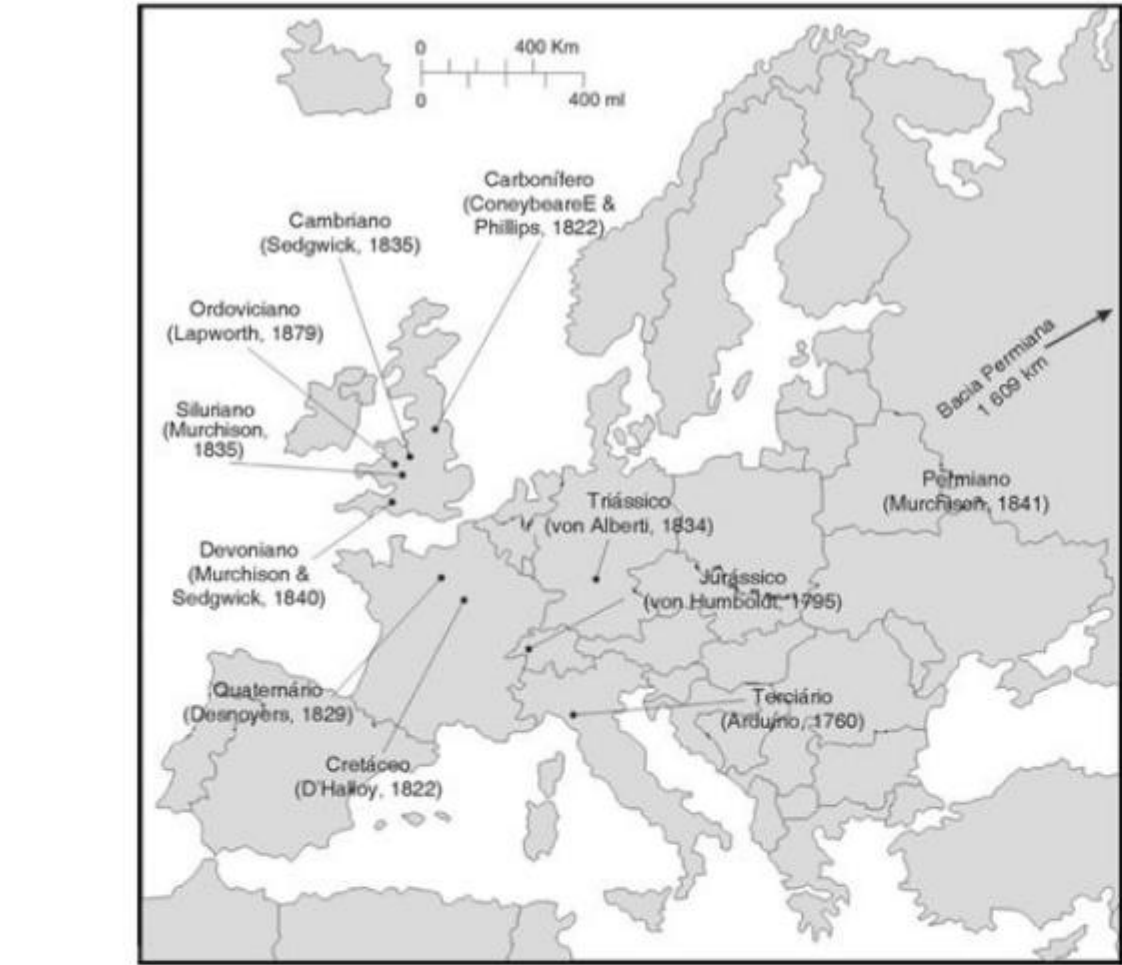 0 400 Km
0 400 ml
Carbonífero
(ConeybeareE &
Phillips, 1822)
Cambriano
(Sedgwick, 1835)
Ordoviciano
(Lapworth, 1879)
Siluriano
(Murchison,
1835)
Bacia Permiana
1 609 km
Permiano
(Murchison, 1841)
Triássico
(von Alberti, 1834)
Devoniano
(Murchison &
Sedgwick, 1840)
Jurássico
(von Humboldt, 1795)
Quaternário
(Desnoyers, 1829)
Terciário
(Arduíno, 1760)
Cretáceo
(D'Halloy, 1822)